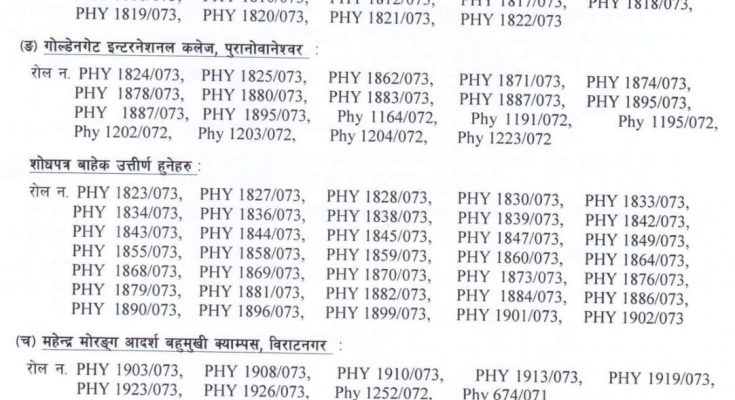 PHY 1819/073, PHY 1820/073, PHY 1821/073, PHY 1822/073
(ङ) गोल्डेनगेट इन्टरनेशनल कलेज, पुरानोवानेश्वर :
रोल न. PHY 1824/073, PHY 1825/073, PHY 1862/073, PHY 1871/073, PHY 1874/073,
PHY 1878/073, PHY 1880/073, PHY 1883/073, PHY 1887/073, PHY 1895/073,
PHY 1887/073, PHY 1895/073, Phy 1164/072, Phy 1191/072, Phy 1195/072,
Phy 1202/072, Phy 1203/072, Phy 1204/072, Phy 1223/072
शोधपत्र बाहेक उत्तीर्ण हुनेहरु :
रोल न. PHY 1823/073, PHY 1827/073, PHY 1828/073, PHY 1830/073, PHY 1833/073,
PHY 1834/073, PHY 1836/073, PHY 1838/073, PHY 1839/073, PHY 1842/073,
PHY 1843/073, PHY 1844/073, PHY 1845/073, PHY 1847/073, PHY 1849/073,
PHY 1855/073, PHY 1858/073, PHY 1859/073, PHY 1860/073, PHY 1864/073,
PHY 1868/073, PHY 1869/073, PHY 1870/073, PHY 1873/073, PHY 1876/073,
PHY 1879/073, PHY 1881/073, PHY 1882/073, PHY 1884/073, PHY 1886/073,
PHY 1890/073, PHY 1896/073, PHY 1899/073, PHY 1901/073, PHY 1902/073
(च) महेन्द्र मोरङ्ग आदर्श बहुमुखी क्याम्पस, विराटनगर :
रोल न. PHY 1903/073, PHY 1908/073, PHY 1910/073, PHY 1913/073, PHY 1919/073,
PHY 1923/073, PHY 1926/073, Phy 1252/072, Phy 674/071